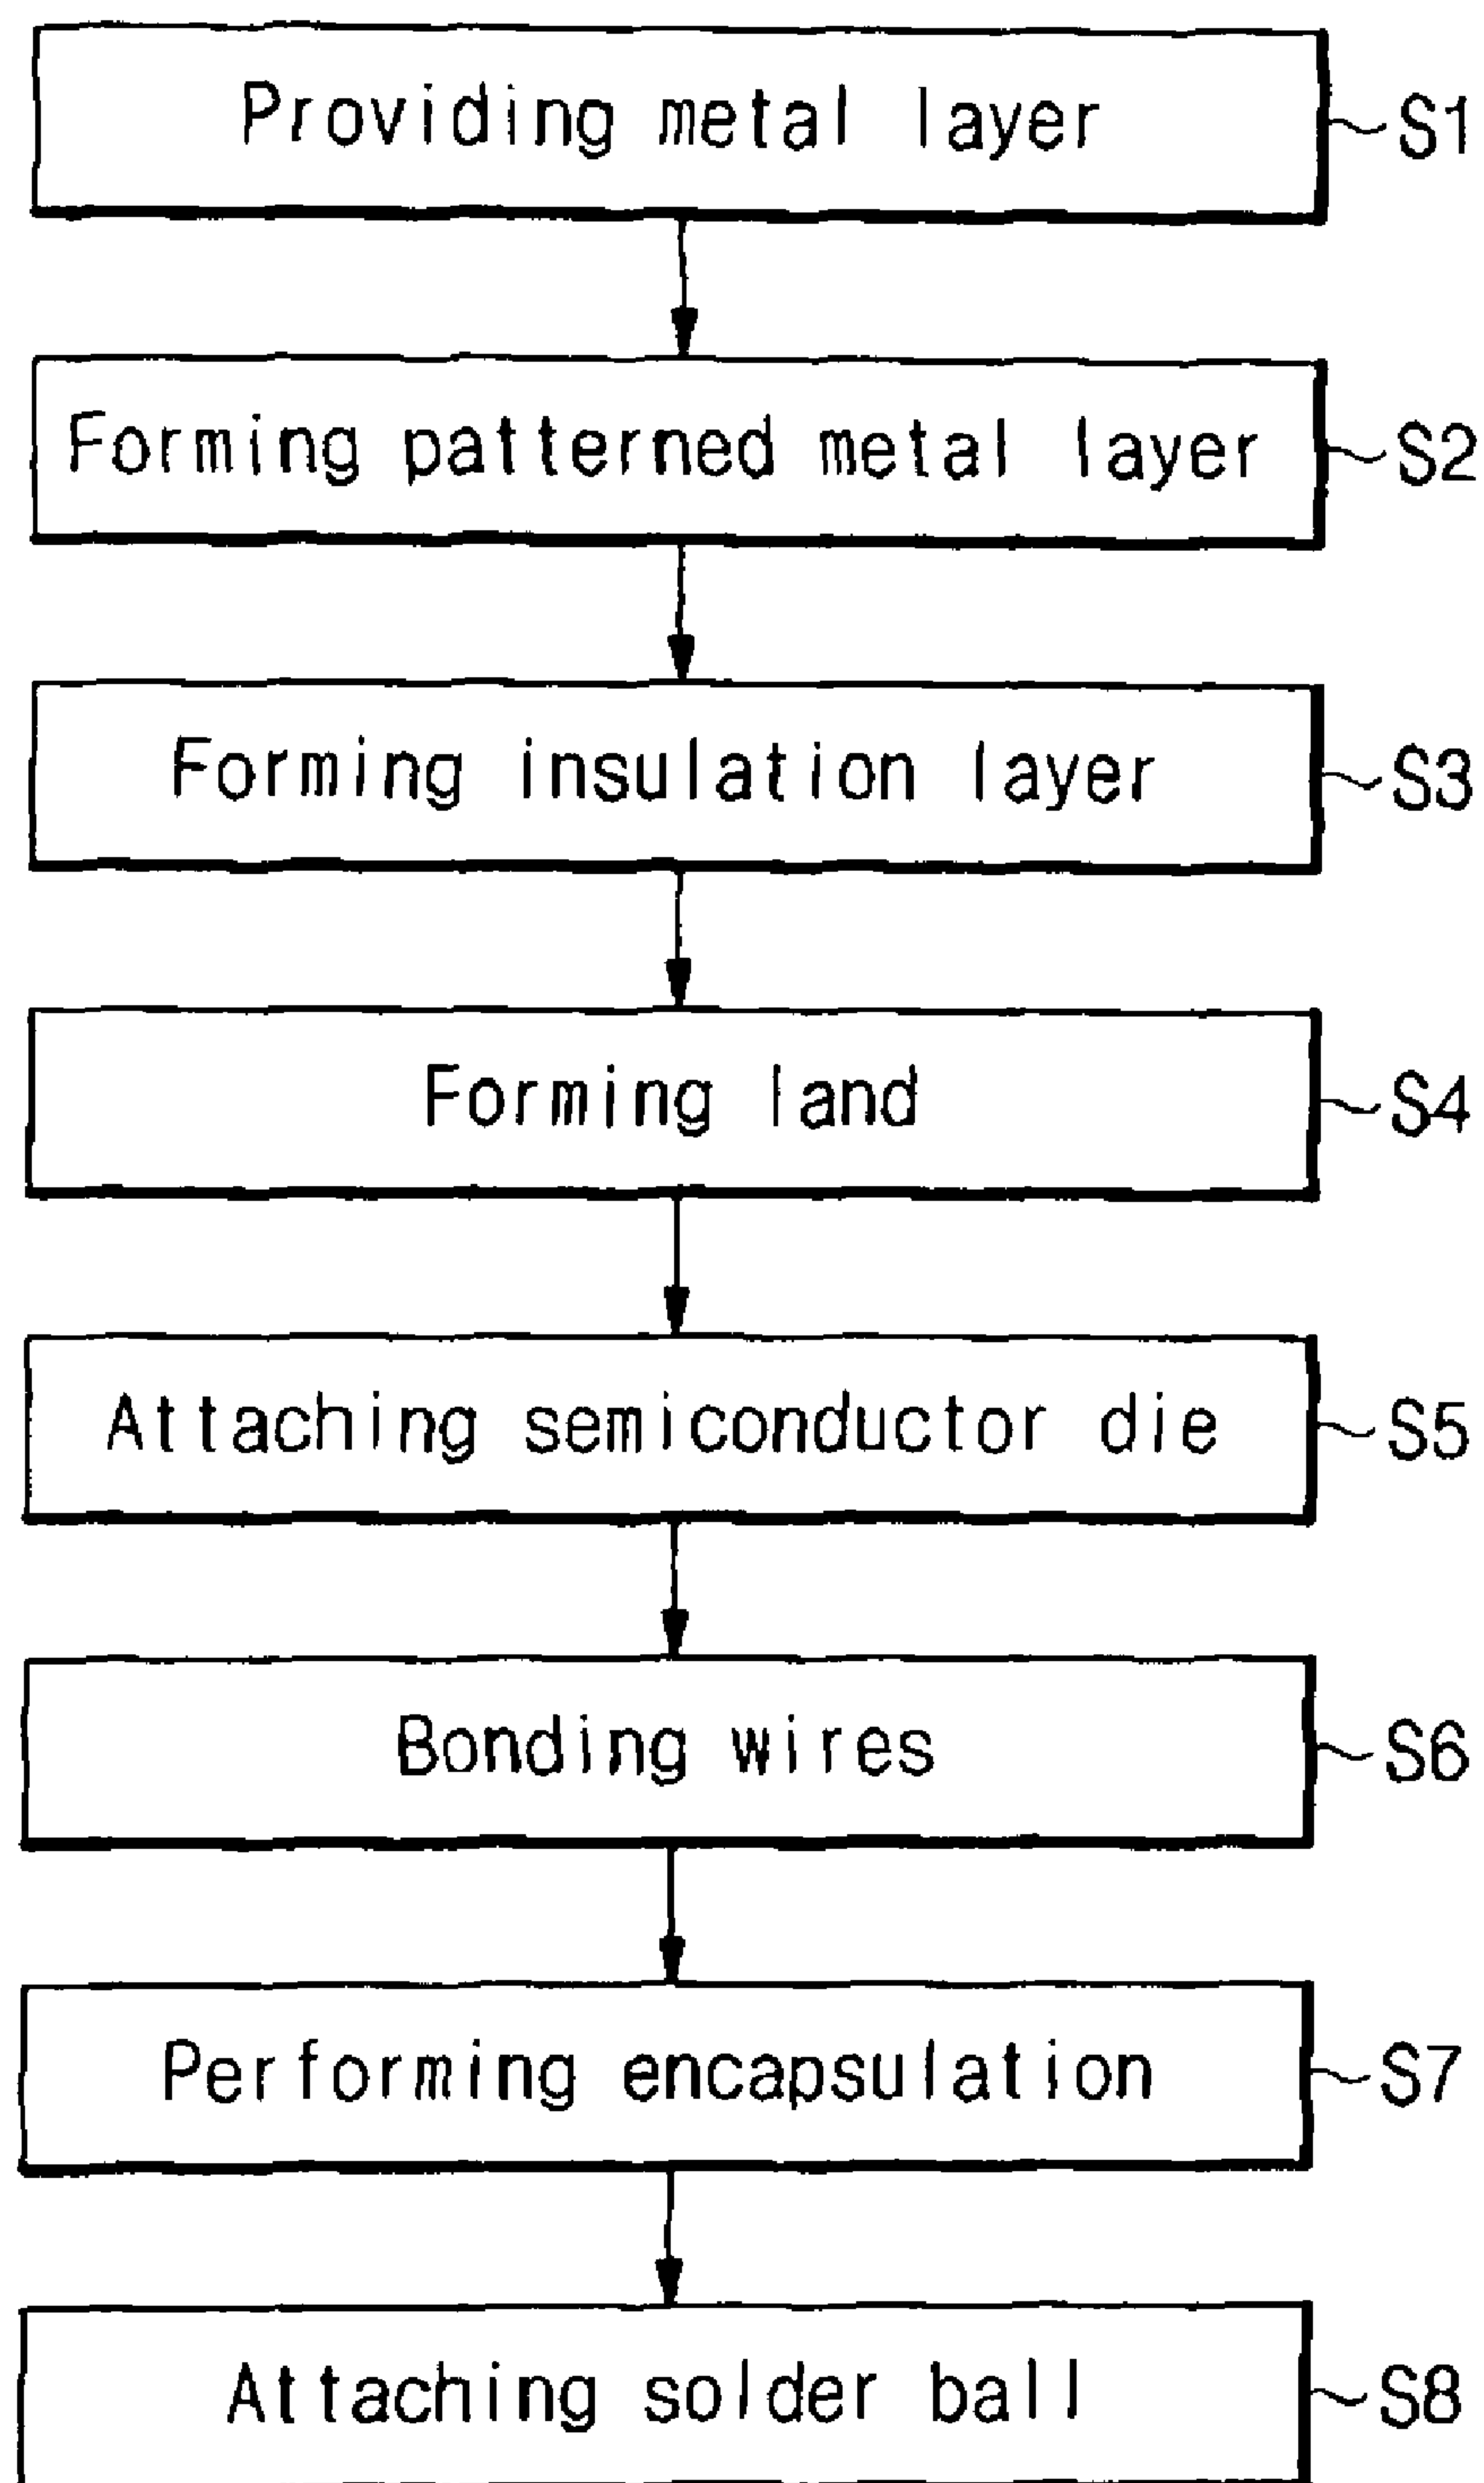 Providing metal layer S1
Forming patterned metal layer S2
Forming insulation layer S3
Forming land S4
Attaching semiconductor die S5
Bonding wires S6
Performing encapsulation S7
Attaching solder ball S8